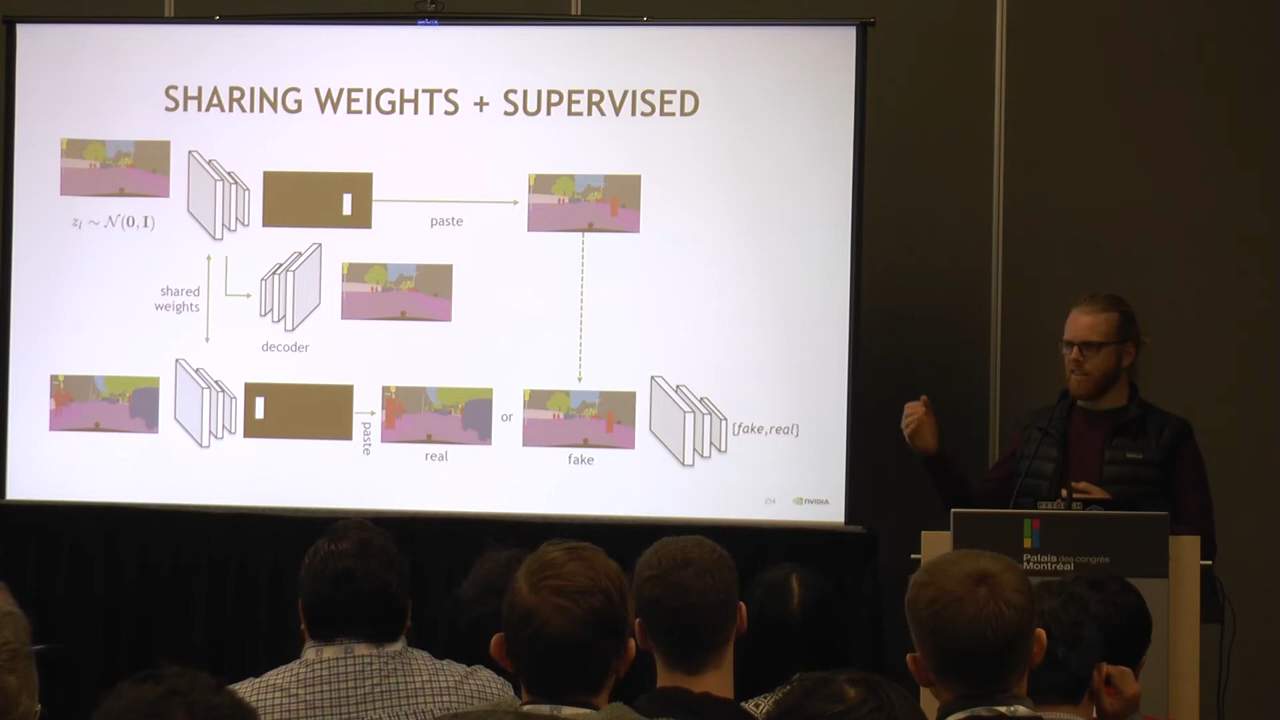 SHARING WEIGHTS + SUPERVISED
z_l ∼ 𝒩(0, I)
paste
shared
weights
decoder
paste
real
or
fake
[fake,real]
NVIDIA
Palais des congrès
Montréal